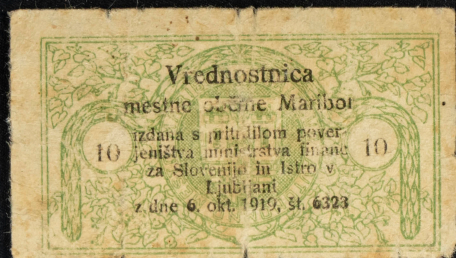 Vrednostnica
mestne občine Maribor
izdana s pritrdilom pover-
10 jeništva ministrstva financ 10
za Slovenijo in Istro v
Ljubljani
z dne 6. okt. 1919, št. 6323